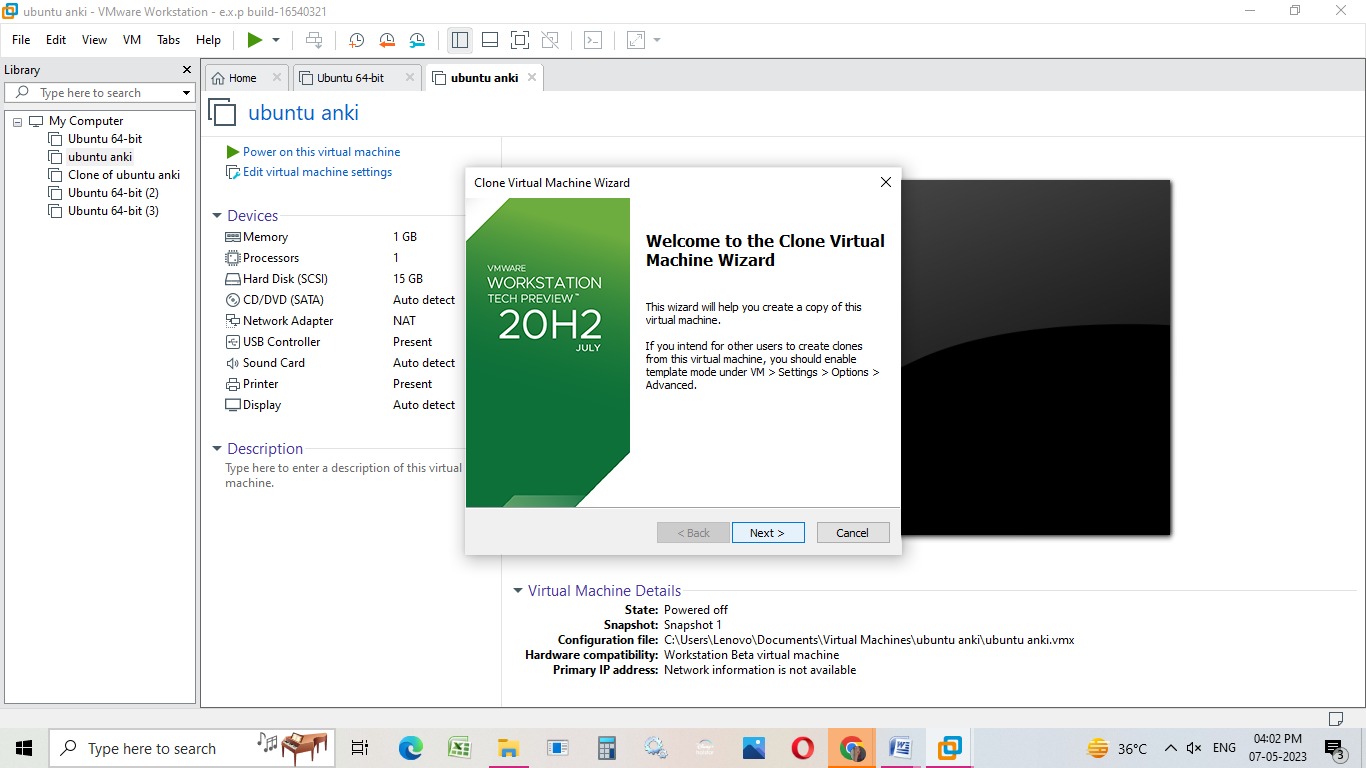 ubuntu anki - VMware Workstation - e.x.p build-16540321
File Edit View VM Tabs Help
Library
Type here to search
My Computer
Ubuntu 64-bit
ubuntu anki
Clone of ubuntu anki
Ubuntu 64-bit (2)
Ubuntu 64-bit (3)
Home Ubuntu 64-bit ubuntu anki
ubuntu anki
Power on this virtual machine
Edit virtual machine settings
Devices
Memory 1 GB
Processors 1
Hard Disk (SCSI) 15 GB
CD/DVD (SATA) Auto detect
Network Adapter NAT
USB Controller Present
Sound Card Auto detect
Printer Present
Display Auto detect
Description
Type here to enter a description of this virtual
machine.
Clone Virtual Machine Wizard
VMWARE
WORKSTATION
TECH PREVIEW™
20H2
JULY
Welcome to the Clone Virtual
Machine Wizard
This wizard will help you create a copy of this
virtual machine.
If you intend for other users to create clones
from this virtual machine, you should enable
template mode under VM > Settings > Options >
Advanced.
< Back Next > Cancel
Virtual Machine Details
State: Powered off
Snapshot: Snapshot 1
Configuration file: C:\Users\Lenovo\Documents\Virtual Machines\ubuntu anki\ubuntu anki.vmx
Hardware compatibility: Workstation Beta virtual machine
Primary IP address: Network information is not available
Type here to search
36°C
ENG
04:02 PM
07-05-2023
3